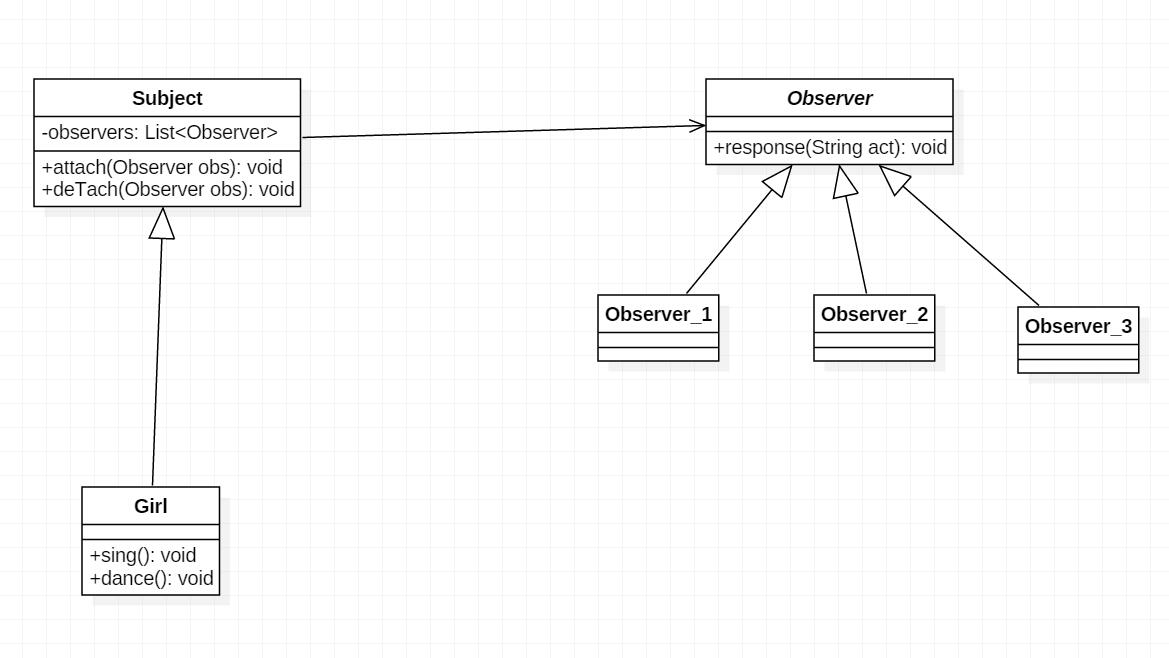 Subject
-observers: List<Observer>
+attach(Observer obs): void
+deTach(Observer obs): void
Observer
+response(String act): void
Observer_1
Observer_2
Observer_3
Girl
+sing(): void
+dance(): void